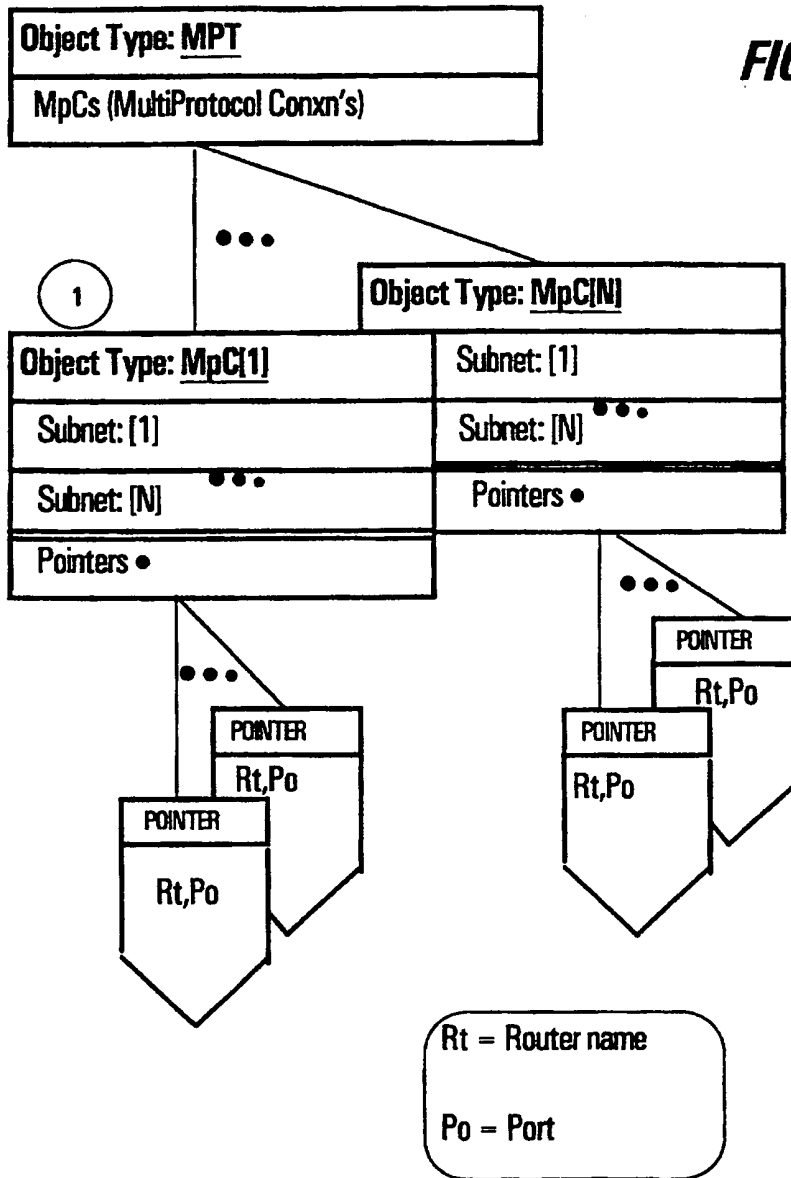 Object Type: MPT
FIG
MpCs (MultiProtocol Conxn's)
1
Object Type: MpC[N]
Object Type: MpC[1]
Subnet: [1]
Subnet: [1]
Subnet: [N]
Subnet: [N]
Pointers
Pointers
POINTER
Rt,Po
POINTER
Rt,Po
POINTER
Rt,Po
POINTER
Rt,Po
Rt = Router name
Po = Port